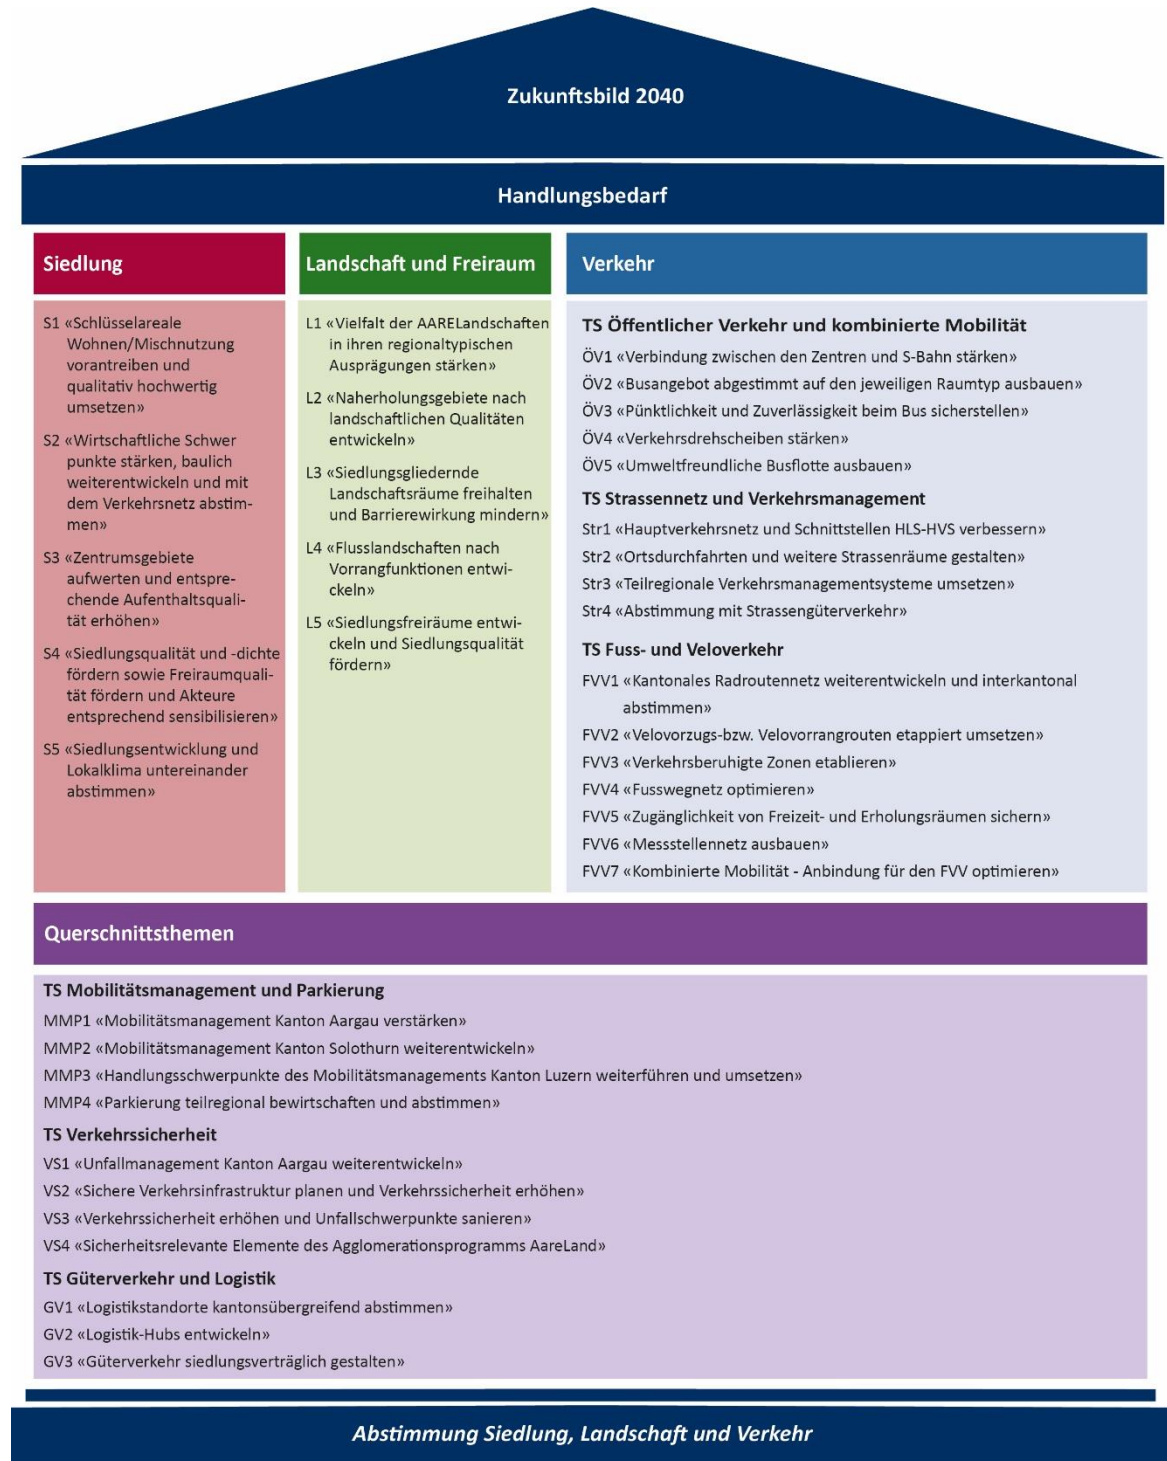 Zukunftsbild 2040
Handlungsbedarf
Siedlung
S1 «Schlüsselareale
Wohnen/Mischnutzung
vorantreiben und
qualitativ hochwertig
umsetzen»
S2 «Wirtschaftliche Schwer
punkte stärken, baulich
weiterentwickeln und mit
dem Verkehrsnetz abstim-
men»
S3 «Zentrumsgebiete
aufwerten und entspre-
chende Aufenthaltsquali-
tät erhöhen»
S4 «Siedlungsqualität und -dichte
fördern sowie Freiraumquali-
tät fördern und Akteure
entsprechend sensibilisieren»
S5 «Siedlungsentwicklung und
Lokalklima untereinander
abstimmen»
Landschaft und Freiraum
L1 «Vielfalt der AARELandschaften
in ihren regionaltypischen
Ausprägungen stärken»
L2 «Naherholungsgebiete nach
landschaftlichen Qualitäten
entwickeln»
L3 «Siedlungsgliedernde
Landschaftsräume freihalten
und Barrierewirkung mindern»
L4 «Flusslandschaften nach
Vorrangfunktionen entwi-
ckeln»
L5 «Siedlungsfreiräume entwi-
ckeln und Siedlungsqualität
fördern»
Verkehr
TS Öffentlicher Verkehr und kombinierte Mobilität
ÖV1 «Verbindung zwischen den Zentren und S-Bahn stärken»
ÖV2 «Busangebot abgestimmt auf den jeweiligen Raumtyp ausbauen»
ÖV3 «Pünktlichkeit und Zuverlässigkeit beim Bus sicherstellen»
ÖV4 «Verkehrsdrehscheiben stärken»
ÖV5 «Umweltfreundliche Busflotte ausbauen»
TS Strassennetz und Verkehrsmanagement
Str1 «Hauptverkehrsnetz und Schnittstellen HLS-HVS verbessern»
Str2 «Ortsdurchfahrten und weitere Strassenräume gestalten»
Str3 «Teilregionale Verkehrsmanagementsysteme umsetzen»
Str4 «Abstimmung mit Strassengüterverkehr»
TS Fuss- und Veloverkehr
FVV1 «Kantonales Radroutennetz weiterentwickeln und interkantonal
abstimmen»
FVV2 «Velovorzugs-bzw. Velovorrangrouten etappiert umsetzen»
FVV3 «Verkehrsberuhigte Zonen etablieren»
FVV4 «Fusswegnetz optimieren»
FVV5 «Zugänglichkeit von Freizeit- und Erholungsräumen sichern»
FVV6 «Messstellennetz ausbauen»
FVV7 «Kombinierte Mobilität - Anbindung für den FVV optimieren»
Querschnittsthemen
TS Mobilitätsmanagement und Parkierung
MMP1 «Mobilitätsmanagement Kanton Aargau verstärken»
MMP2 «Mobilitätsmanagement Kanton Solothurn weiterentwickeln»
MMP3 «Handlungsschwerpunkte des Mobilitätsmanagements Kanton Luzern weiterführen und umsetzen»
MMP4 «Parkierung teilregional bewirtschaften und abstimmen»
TS Verkehrssicherheit
VS1 «Unfallmanagement Kanton Aargau weiterentwickeln»
VS2 «Sichere Verkehrsinfrastruktur planen und Verkehrssicherheit erhöhen»
VS3 «Verkehrssicherheit erhöhen und Unfallschwerpunkte sanieren»
VS4 «Sicherheitsrelevante Elemente des Agglomerationsprogramms AareLand»
TS Güterverkehr und Logistik
GV1 «Logistikstandorte kantonsübergreifend abstimmen»
GV2 «Logistik-Hubs entwickeln»
GV3 «Güterverkehr siedlungsverträglich gestalten»
Abstimmung Siedlung, Landschaft und Verkehr